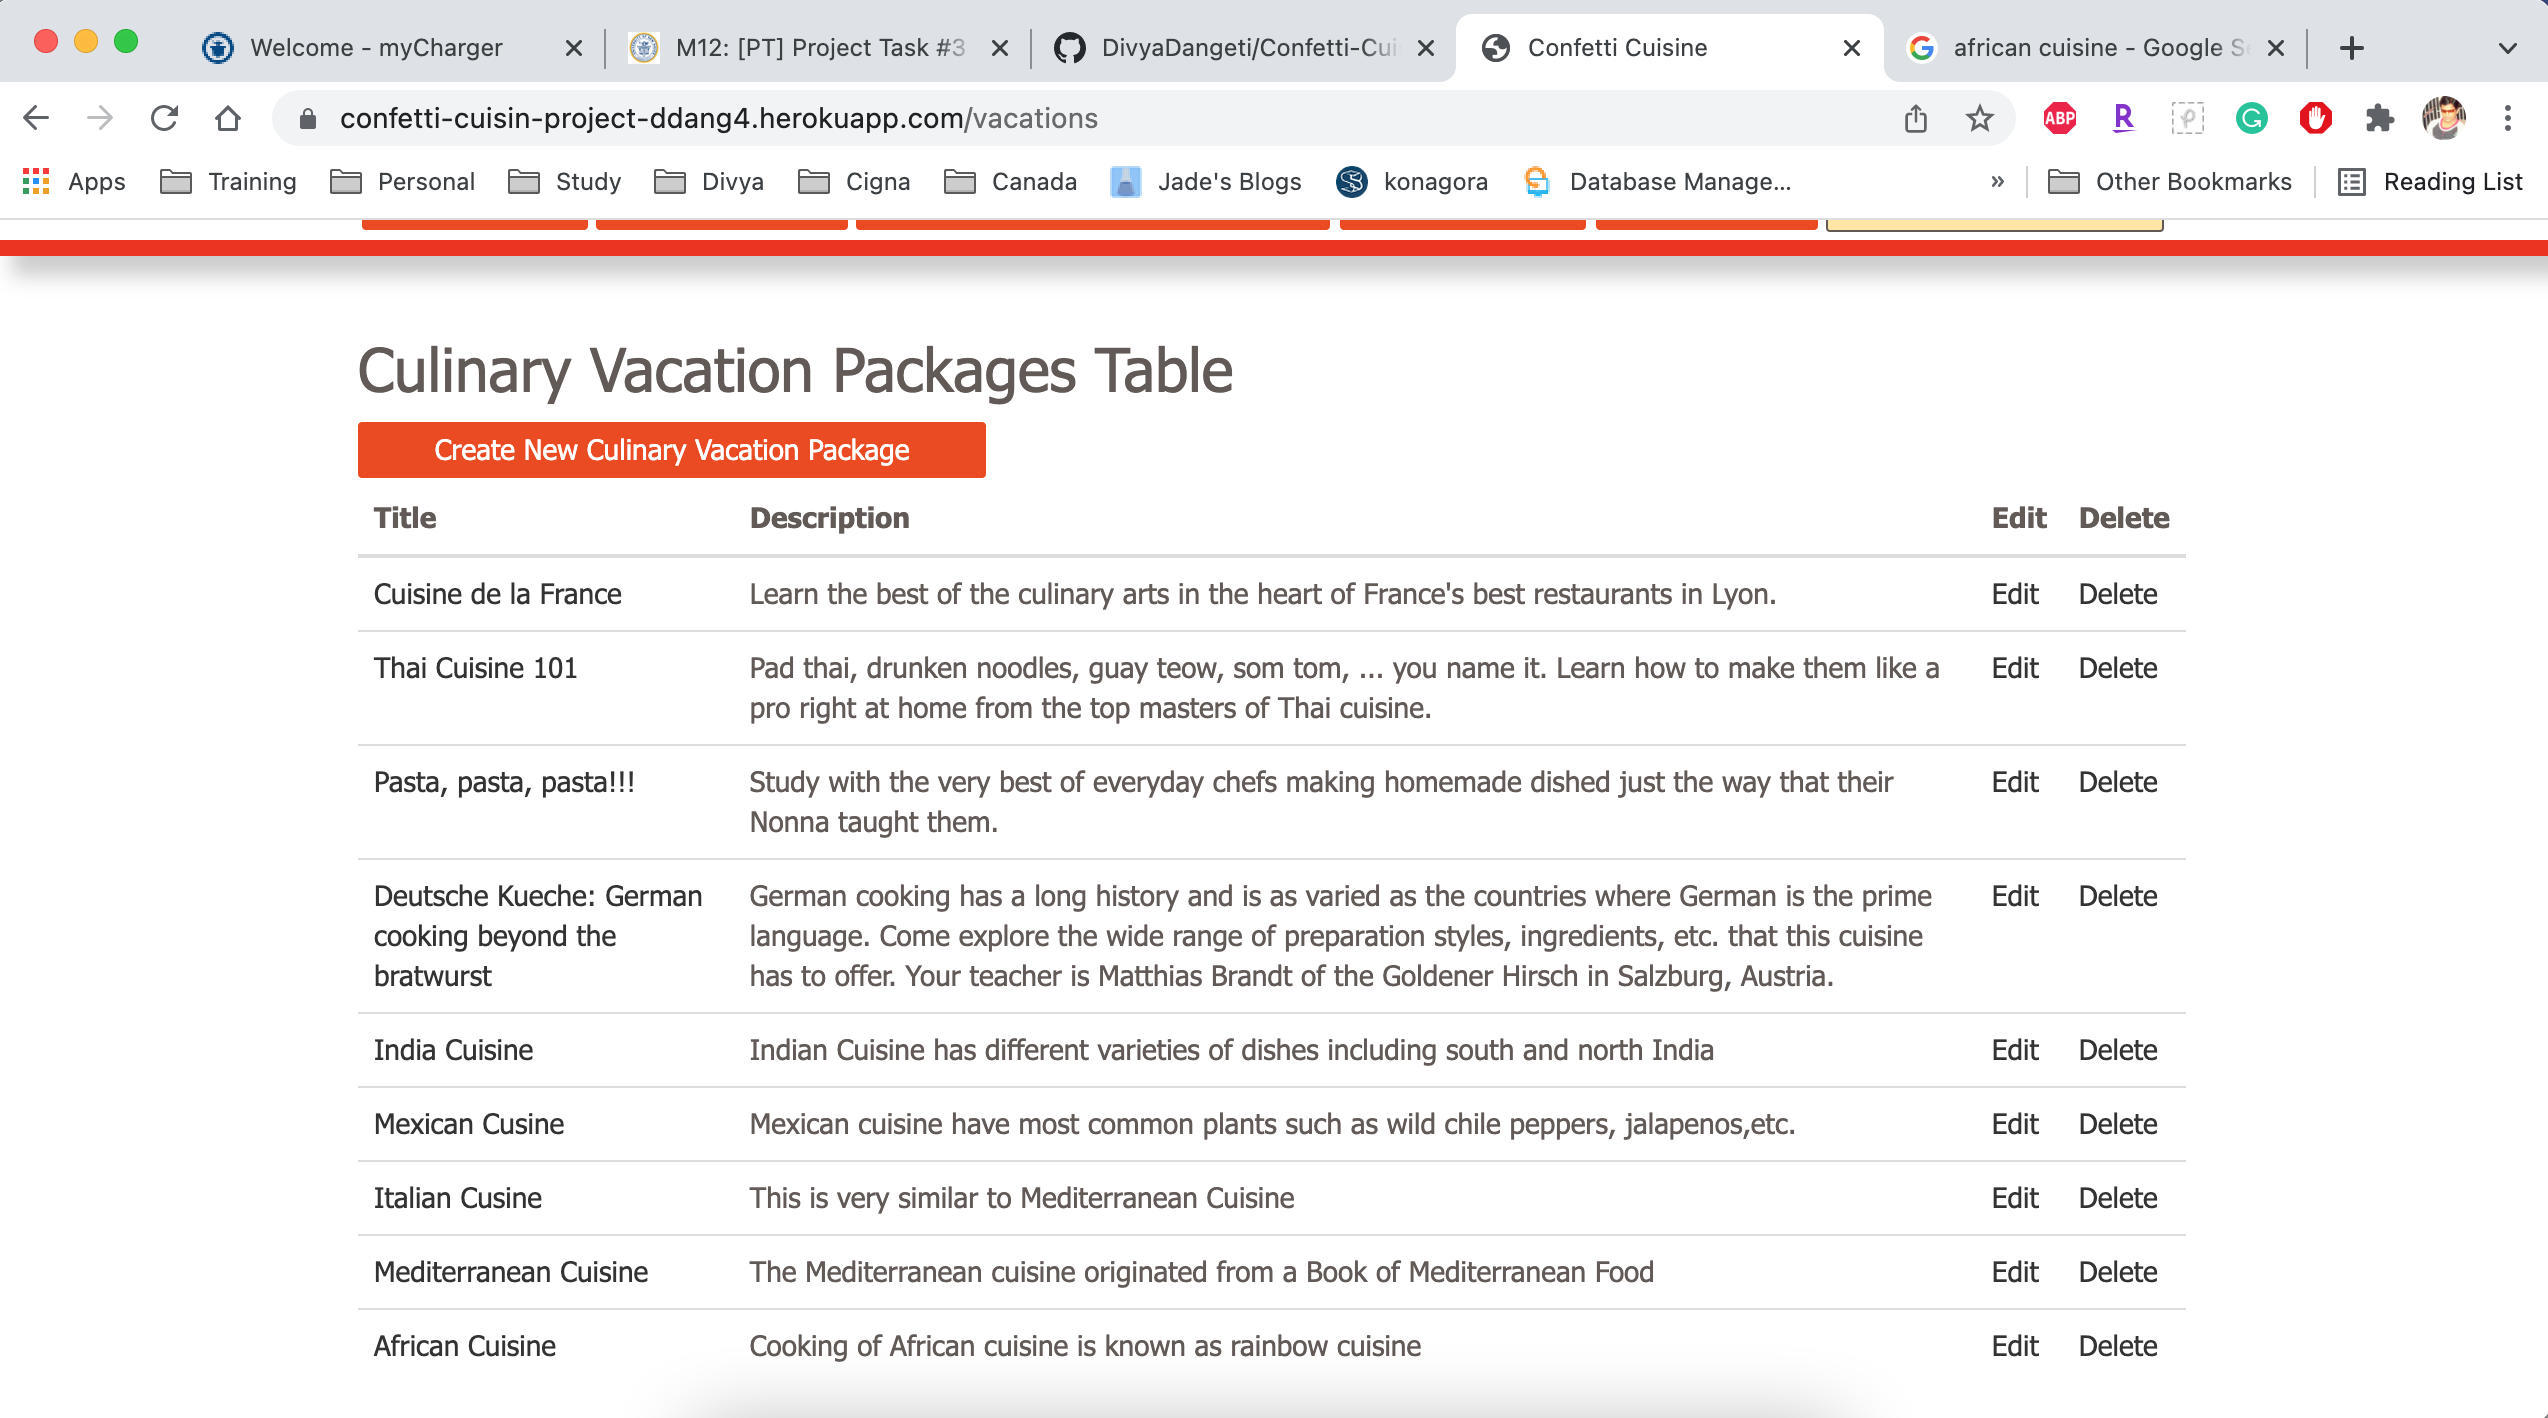 Welcome - myCharger
M12: [PT] Project Task #3
DivyaDangeti/Confetti-Cui
Confetti Cuisine
african cuisine - Google Se
confetti-cuisin-project-ddang4.herokuapp.com/vacations
ABP
R
Apps
Training
Personal
Study
Divya
Cigna
Canada
Jade's Blogs
konagora
Database Manage...
»
Other Bookmarks
Reading List
Culinary Vacation Packages Table
Create New Culinary Vacation Package
Title Description Edit Delete
Cuisine de la France Learn the best of the culinary arts in the heart of France's best restaurants in Lyon. Edit Delete
Thai Cuisine 101 Pad thai, drunken noodles, guay teow, som tom, ... you name it. Learn how to make them like a Edit Delete
pro right at home from the top masters of Thai cuisine.
Pasta, pasta, pasta!!! Study with the very best of everyday chefs making homemade dished just the way that their Edit Delete
Nonna taught them.
Deutsche Kueche: German German cooking has a long history and is as varied as the countries where German is the prime Edit Delete
cooking beyond the language. Come explore the wide range of preparation styles, ingredients, etc. that this cuisine
bratwurst has to offer. Your teacher is Matthias Brandt of the Goldener Hirsch in Salzburg, Austria.
India Cuisine Indian Cuisine has different varieties of dishes including south and north India Edit Delete
Mexican Cusine Mexican cuisine have most common plants such as wild chile peppers, jalapenos,etc. Edit Delete
Italian Cusine This is very similar to Mediterranean Cuisine Edit Delete
Mediterranean Cuisine The Mediterranean cuisine originated from a Book of Mediterranean Food Edit Delete
African Cuisine Cooking of African cuisine is known as rainbow cuisine Edit Delete